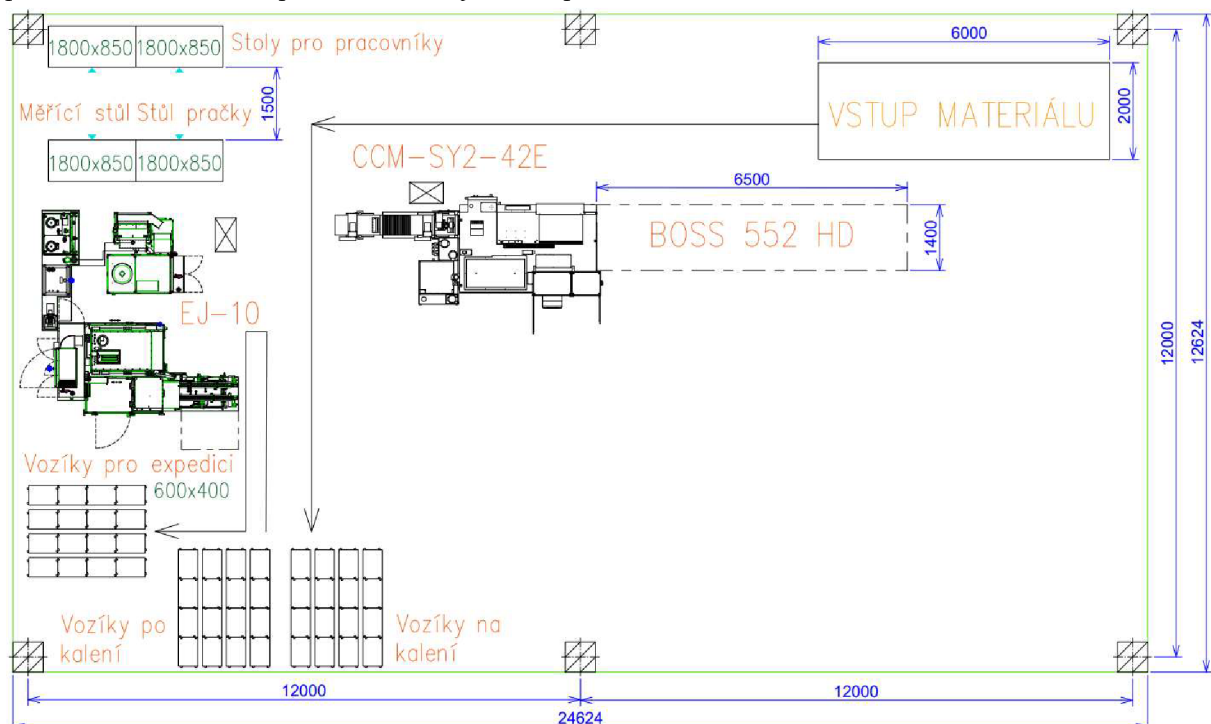 1800x850 1800x850 Stoly pro pracovníky
6000
VSTUP MATERIÁLU
2000
1500
Měřící stůl Stůl pračky
1800x850 1800x850
CCM-SY2-42E
6500
BOSS 552 HD
1400
EJ-10
12000
12624
Vozíky pro expedici
600x400
Vozíky po
kalení
Vozíky na
kalení
12000
12000
24624